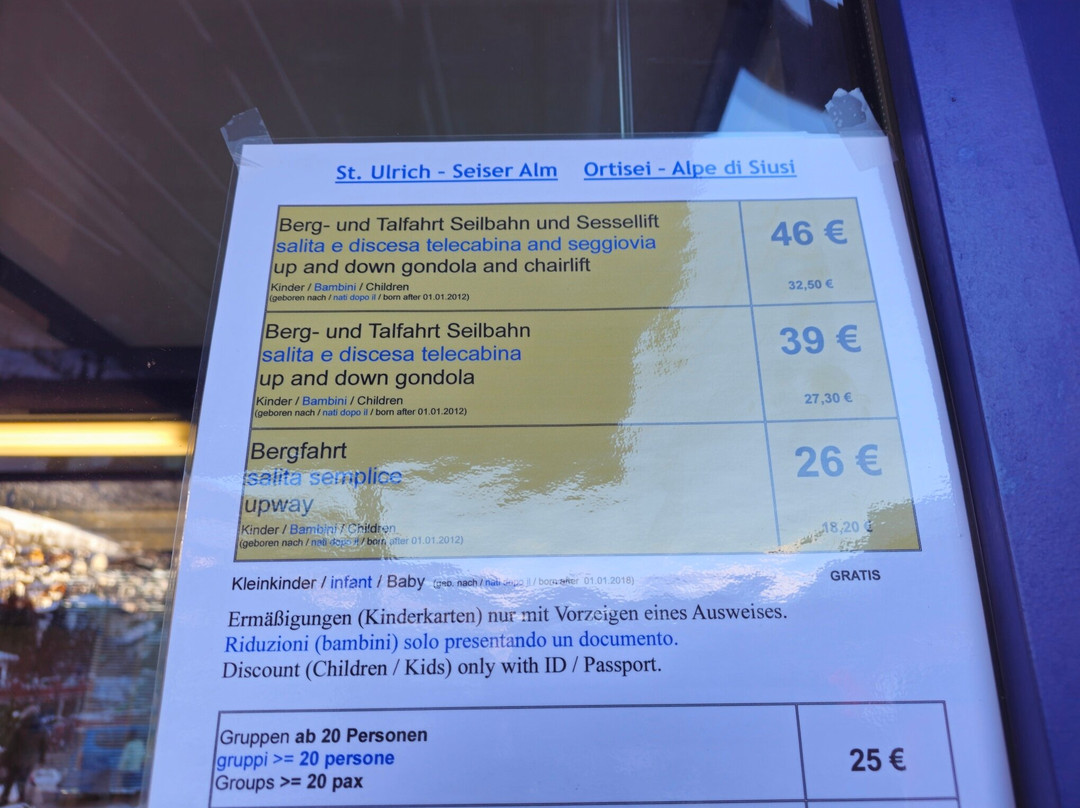 St. Ulrich - Seiser Alm Ortisei - Alpe di Siusi
Berg- und Talfahrt Seilbahn und Sessellift
salita e discesa telecabina and seggiovia
up and down gondola and chairlift
46 €
Kinder / Bambini / Children
(geboren nach / nati dopo il / born after 01.01.2012)
32,50 €
Berg- und Talfahrt Seilbahn
salita e discesa telecabina
up and down gondola
39 €
Kinder / Bambini / Children
(geboren nach / nati dopo il / born after 01.01.2012)
27,30 €
Bergfahrt
salita semplice
upway
26 €
Kinder / Bambini / Children
(geboren nach / nati dopo il / born after 01.01.2012)
18,20 €
Kleinkinder / infant / Baby (geb. nach / nati dopo il / born after 01.01.2018) GRATIS
Ermäßigungen (Kinderkarten) nur mit Vorzeigen eines Ausweises.
Riduzioni (bambini) solo presentando un documento.
Discount (Children / Kids) only with ID / Passport.
Gruppen ab 20 Personen
gruppi >= 20 persone
Groups >= 20 pax
25 €